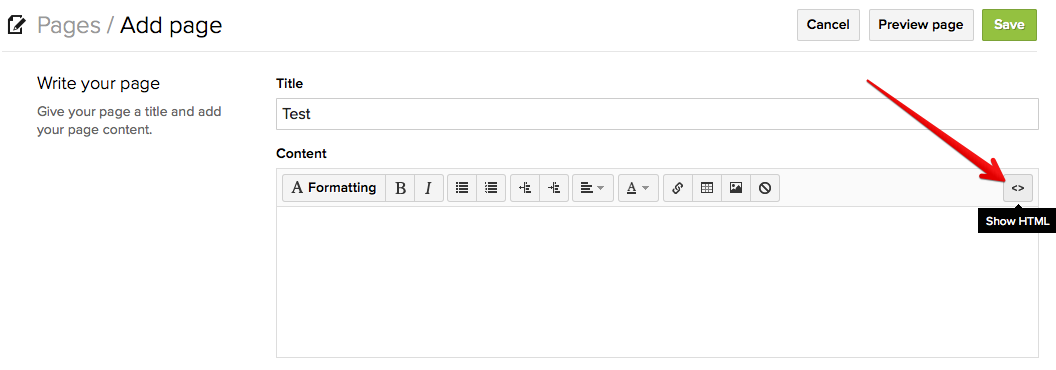 Pages / Add page
Cancel
Preview page
Save
Write your page
Give your page a title and add
your page content.
Title
Test
Content
A Formatting
B
I
A
<>
Show HTML